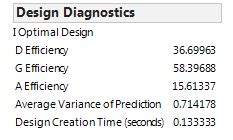 Design Diagnostics
I Optimal Design
D Efficiency 36.69963
G Efficiency 58.39688
A Efficiency 15.61337
Average Variance of Prediction 0.714178
Design Creation Time (seconds) 0.133333